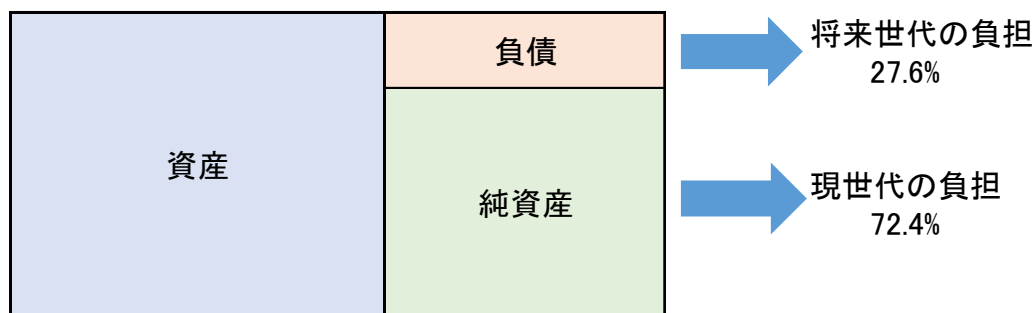 負債
将来世代の負担
27.6%
資産
純資産
現世代の負担
72.4%